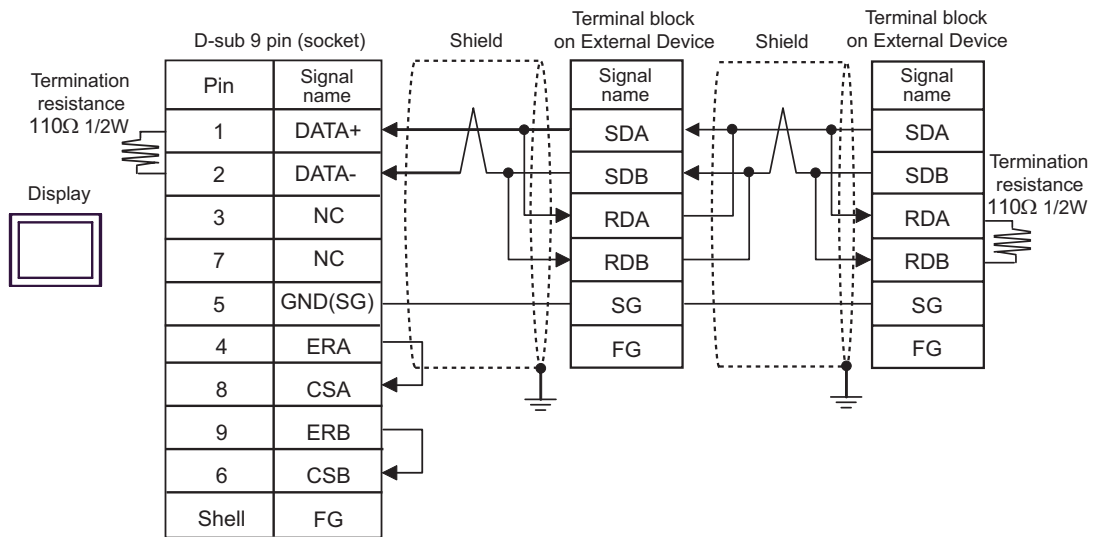 Terminal block
on External Device
Terminal block
on External Device
D-sub 9 pin (socket)
Shield
Shield
Termination
resistance
110Ω 1/2W
Display
Pin
Signal
name
1
DATA+
2
DATA-
3
NC
7
NC
5
GND(SG)
4
ERA
8
CSA
9
ERB
6
CSB
Shell
FG
Signal
name
SDA
SDB
RDA
RDB
SG
FG
Signal
name
SDA
SDB
RDA
RDB
SG
FG
Termination
resistance
110Ω 1/2W